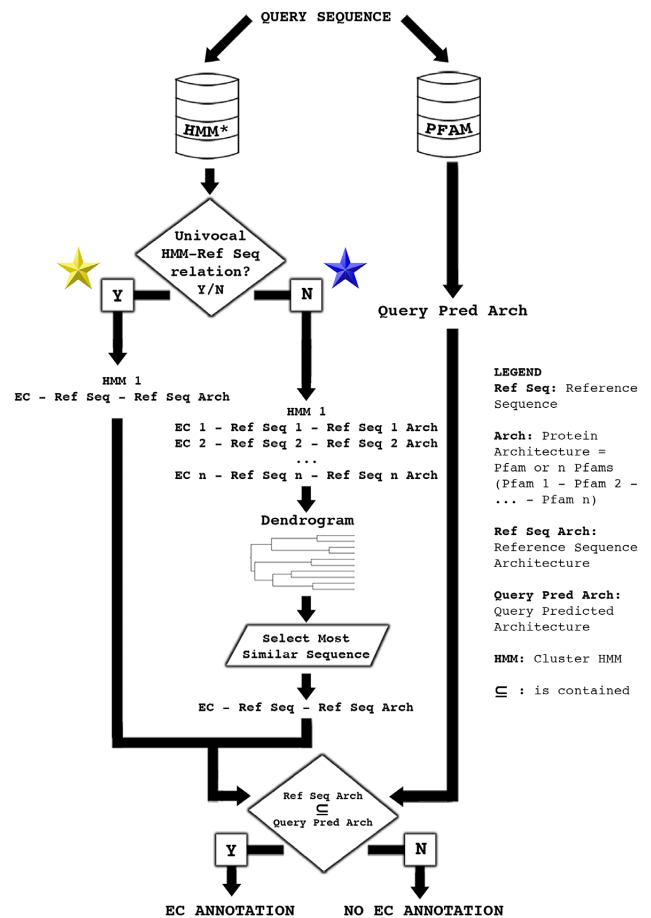 QUERY SEQUENCE
HMM*
PFAM
Univocal
HMM-Ref Seq
relation?
Y/N
Y
N
Query Pred Arch
HMM 1
EC - Ref Seq - Ref Seq Arch
HMM 1
EC 1 - Ref Seq 1 - Ref Seq 1 Arch
EC 2 - Ref Seq 2 - Ref Seq 2 Arch
...
EC n - Ref Seq n - Ref Seq n Arch
Dendrogram
Select Most
Similar Sequence
EC - Ref Seq - Ref Seq Arch
LEGEND
Ref Seq: Reference
Sequence
Arch: Protein
Architecture =
Pfam or n Pfams
(Pfam 1 - Pfam 2 -
... - Pfam n)
Ref Seq Arch:
Reference Sequence
Architecture
Query Pred Arch:
Query Predicted
Architecture
HMM: Cluster HMM
⊆ : is contained
Ref Seq Arch
⊆
Query Pred Arch
Y
N
EC ANNOTATION
NO EC ANNOTATION